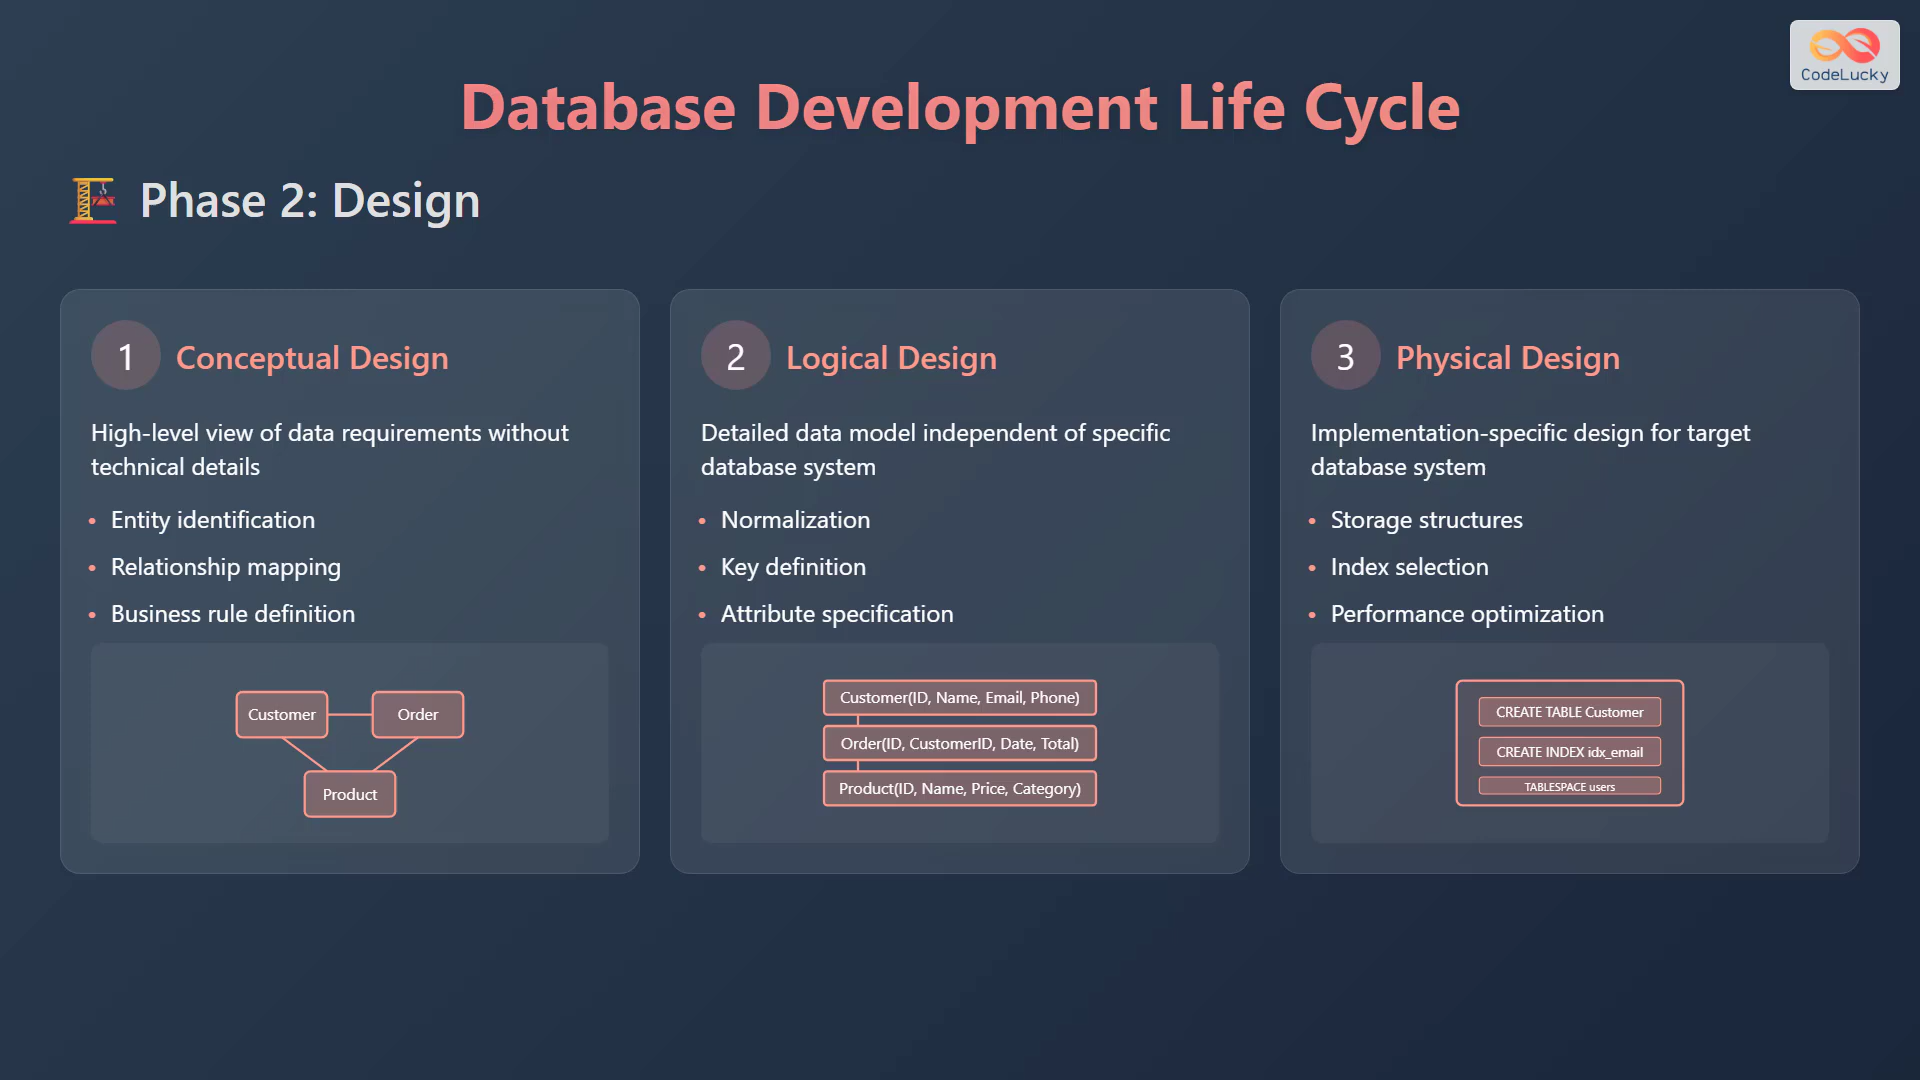 CodeLucky
Database Development Life Cycle
Phase 2: Design
1
Conceptual Design
High-level view of data requirements without
technical details
• Entity identification
• Relationship mapping
• Business rule definition
Customer
Order
Product
2
Logical Design
Detailed data model independent of specific
database system
• Normalization
• Key definition
• Attribute specification
Customer(ID, Name, Email, Phone)
Order(ID, CustomerID, Date, Total)
Product(ID, Name, Price, Category)
3
Physical Design
Implementation-specific design for target
database system
• Storage structures
• Index selection
• Performance optimization
CREATE TABLE Customer
CREATE INDEX idx_email
TABLESPACE users